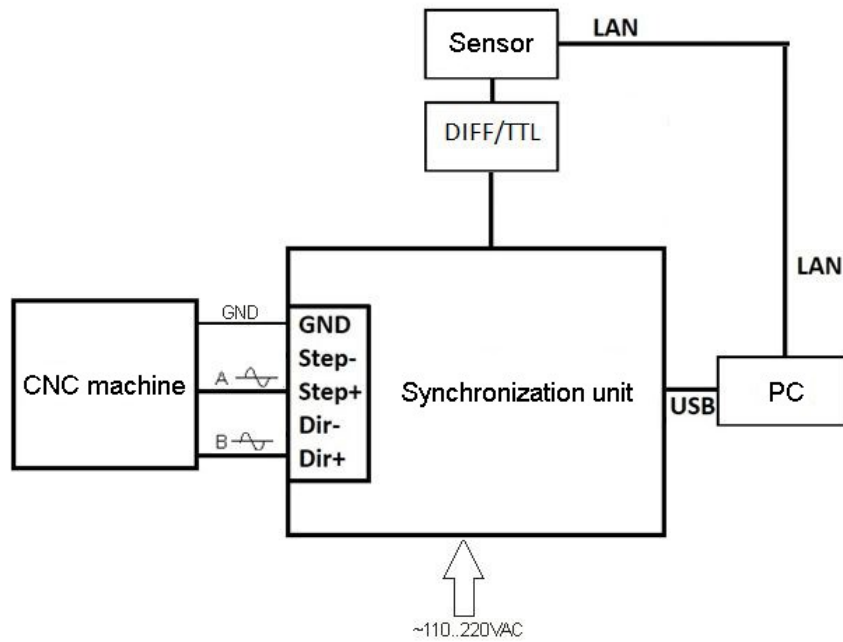 Sensor
LAN
DIFF/TTL
LAN
GND
GND
Step-
CNC machine
A
Step+
Synchronization unit
USB
PC
Dir-
B
Dir+
~110..220VAC